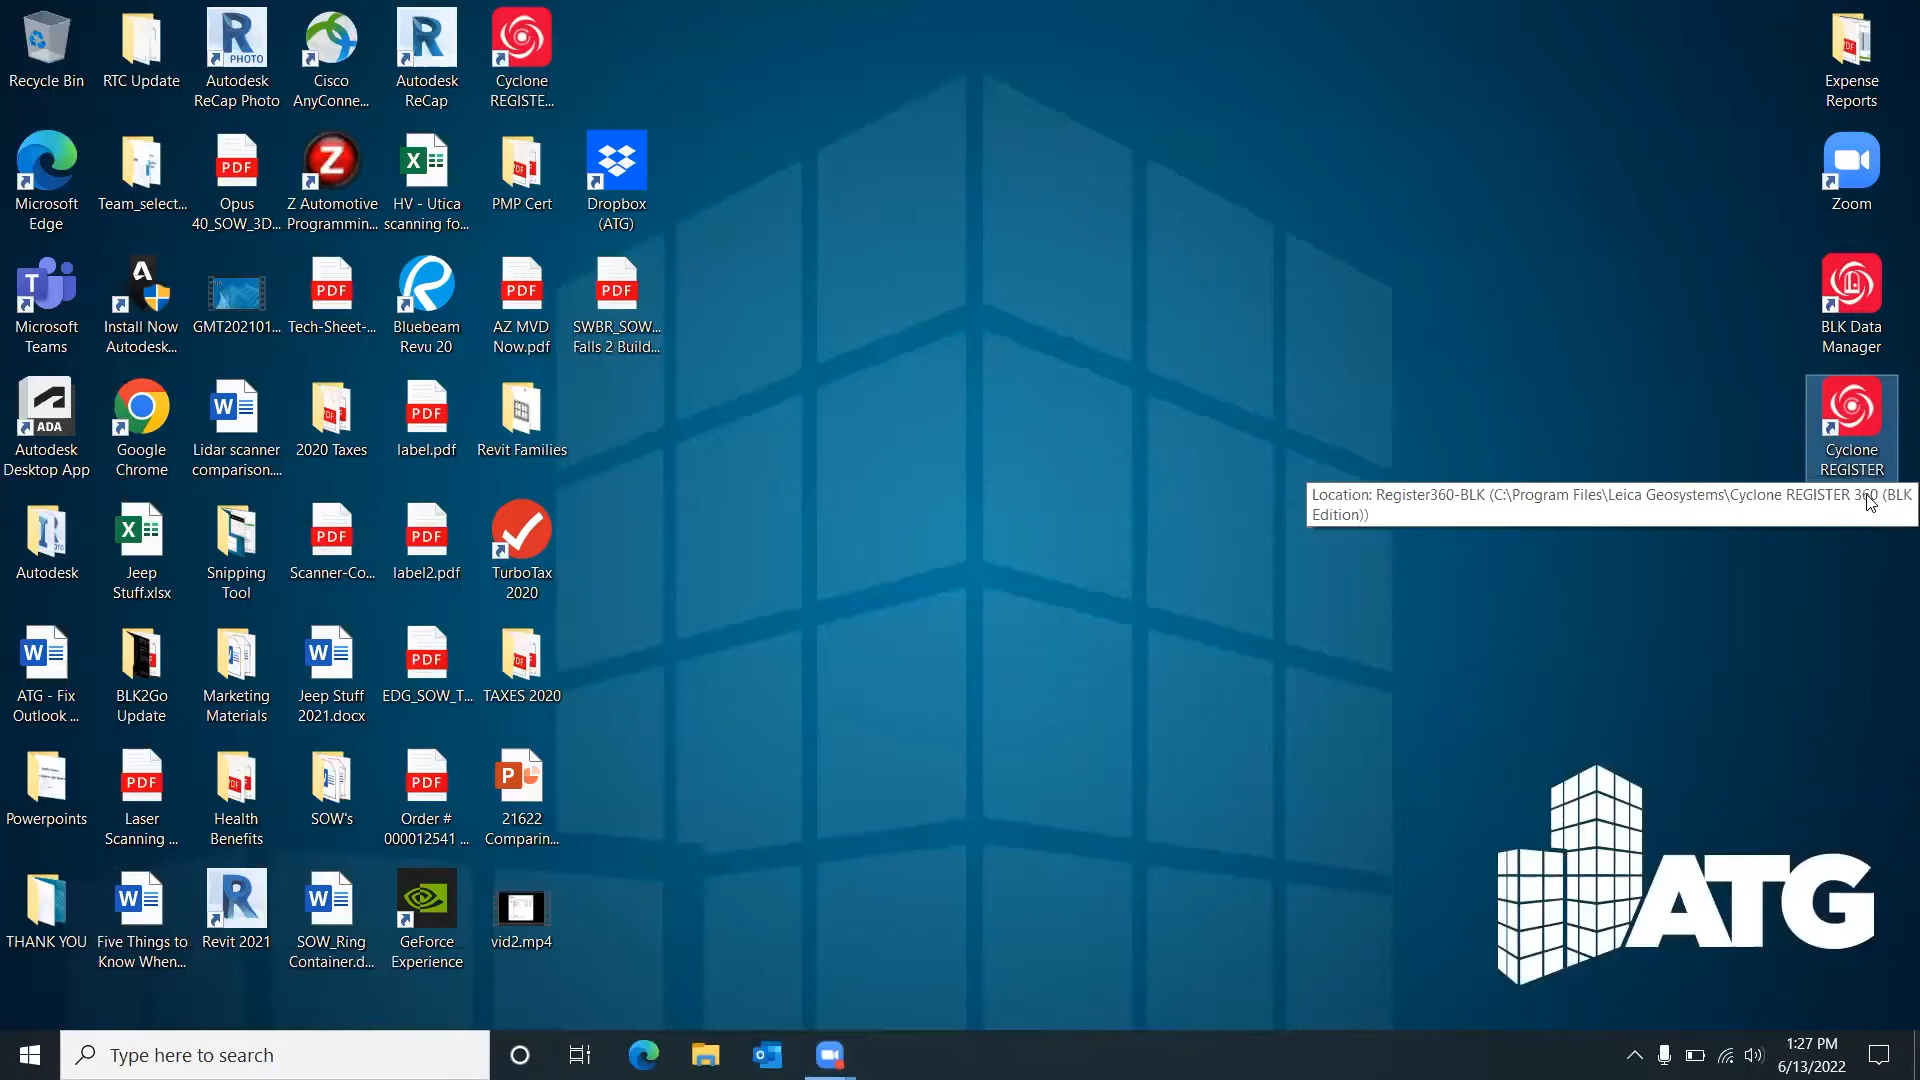 Recycle Bin
RTC Update
PHOTO
Autodesk
ReCap Photo
Cisco
AnyConne...
Autodesk
ReCap
Cyclone
REGISTE...
Expense
Reports
Microsoft
Edge
Team_select...
PDF
Opus
40_SOW_3D...
Z
Z Automotive
Programmin...
HV - Utica
scanning fo...
PMP Cert
Dropbox
(ATG)
Zoom
Microsoft
Teams
Install Now
Autodesk...
GMT202101...
PDF
Tech-Sheet-...
Bluebeam
Revu 20
PDF
AZ MVD
Now.pdf
PDF
SWBR_SOW...
Falls 2 Build...
BLK Data
Manager
ADA
Autodesk
Desktop App
Google
Chrome
Lidar scanner
comparison....
2020 Taxes
PDF
label.pdf
Revit Families
Cyclone
REGISTER
Location: Register360-BLK (C:\Program Files\Leica Geosystems\Cyclone REGISTER 360 (BLK
Edition))
Autodesk
Jeep
Stuff.xlsx
Snipping
Tool
PDF
Scanner-Co...
PDF
label2.pdf
TurboTax
2020
ATG - Fix
Outlook ...
BLK2Go
Update
Marketing
Materials
Jeep Stuff
2021.docx
PDF
EDG_SOW_T...
TAXES 2020
Powerpoints
PDF
Laser
Scanning ...
Health
Benefits
SOW's
PDF
Order #
000012541 ...
21622
Comparin...
THANK YOU
Five Things to
Know When...
Revit 2021
SOW_Ring
Container.d...
GeForce
Experience
vid2.mp4
ATG
Type here to search
1:27 PM
6/13/2022